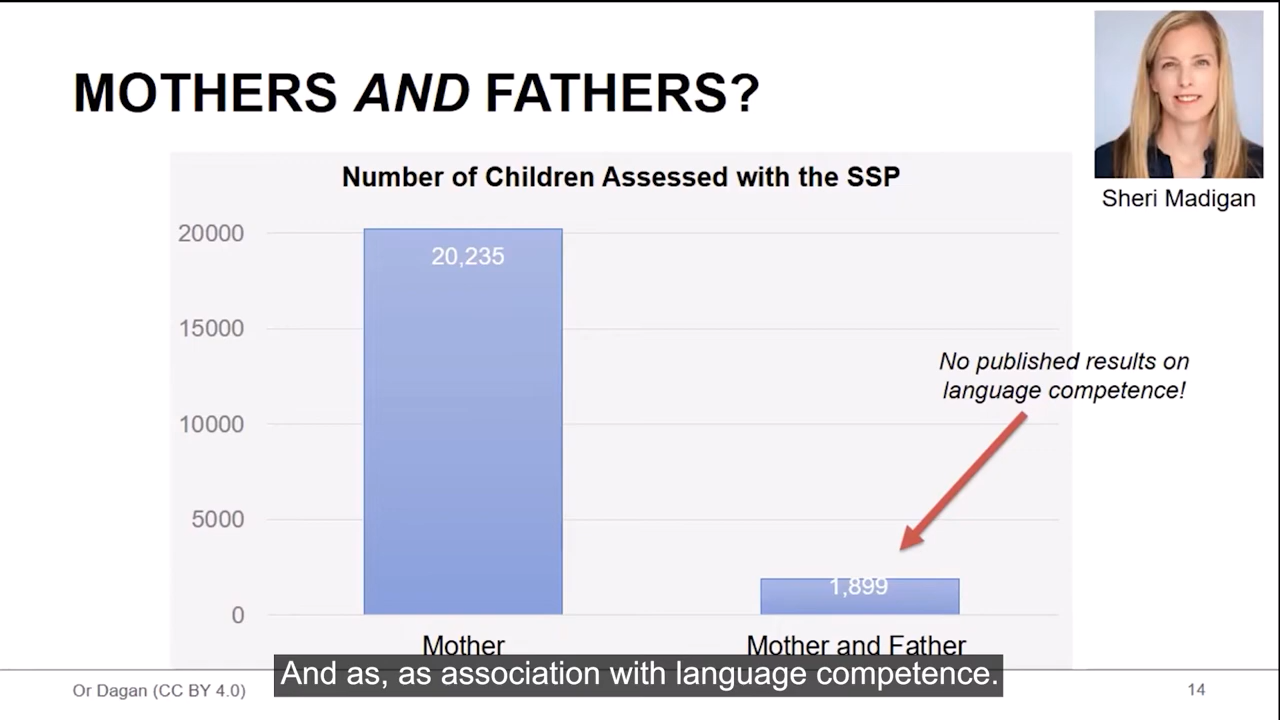 MOTHERS AND FATHERS?
Sheri Madigan
Number of Children Assessed with the SSP
20000
15000
10000
5000
0
20,235
1,899
No published results on
language competence!
Mother
Mother and Father
And as, as association with language competence.
Or Dagan (CC BY 4.0)
14